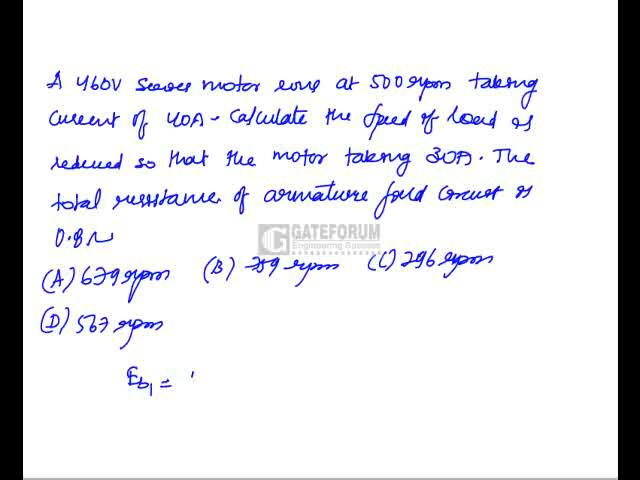 A 460V series motor runs at 500 rpm taking
current of 40A. Calculate the speed if load is
reduced so that the motor taking 30A. The
total resistance of armature field circuit is
0.8Ω
GATEFORUM
Engineering Success
(A) 679 rpm (B) 759 rpm (C) 296 rpm
(D) 567 rpm
Eb1 =